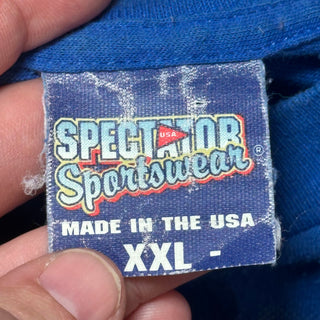 SPECTATOR
USA
Sportswear®
MADE IN THE USA
XXL -